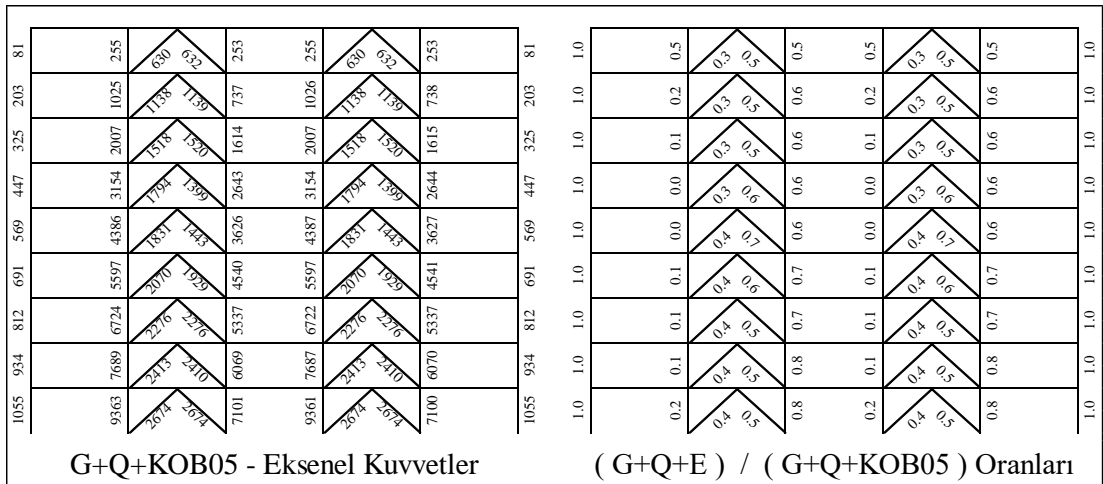 81 255 630 632 253 255 630 632 253 81 1.0 0.5 0.3 0.5 0.5 0.5 0.3 0.5 0.5 1.0
203 1025 1138 1139 737 1026 1138 1139 738 203 1.0 0.2 0.3 0.5 0.6 0.2 0.3 0.5 0.6 1.0
325 2007 1518 1520 1614 2007 1518 1520 1615 325 1.0 0.1 0.3 0.5 0.6 0.1 0.3 0.5 0.6 1.0
447 3154 1794 1399 2643 3154 1794 1399 2644 447 1.0 0.0 0.3 0.6 0.6 0.0 0.3 0.6 0.6 1.0
569 4386 1831 1443 3626 4387 1831 1443 3627 569 1.0 0.0 0.4 0.7 0.6 0.0 0.4 0.7 0.6 1.0
691 5597 2070 1929 4540 5597 2070 1929 4541 691 1.0 0.1 0.4 0.6 0.7 0.1 0.4 0.6 0.7 1.0
812 6724 2276 2276 5337 6722 2276 2276 5337 812 1.0 0.1 0.4 0.5 0.7 0.1 0.4 0.5 0.7 1.0
934 7689 2413 2410 6069 7687 2413 2410 6070 934 1.0 0.1 0.4 0.5 0.8 0.1 0.4 0.5 0.8 1.0
1055 9363 2674 2674 7101 9361 2674 2674 7100 1055 1.0 0.2 0.4 0.5 0.8 0.2 0.4 0.5 0.8 1.0
G+Q+KOB05 - Eksenel Kuvvetler
( G+Q+E ) / ( G+Q+KOB05 ) Oranları